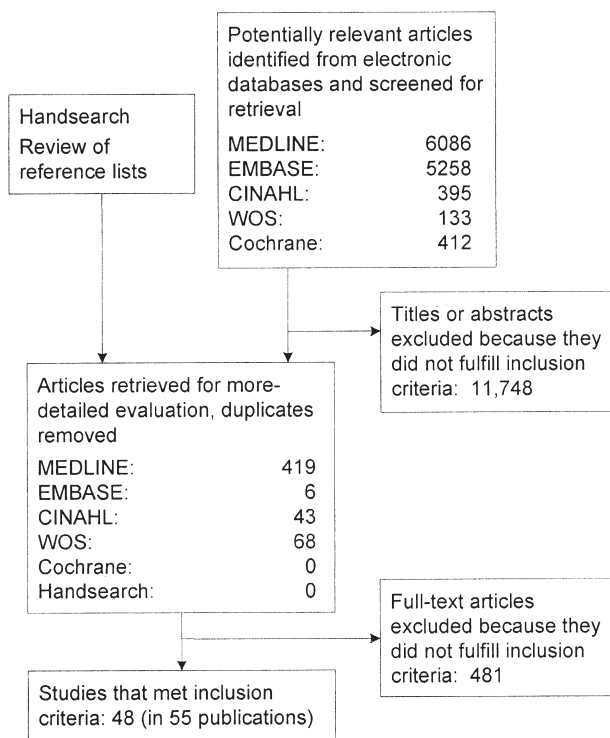 Potentially relevant articles
identified from electronic
databases and screened for
retrieval
MEDLINE: 6086
EMBASE: 5258
CINAHL: 395
WOS: 133
Cochrane: 412
Handsearch
Review of
reference lists
Titles or abstracts
excluded because they
did not fulfill inclusion
criteria: 11,748
Articles retrieved for more-
detailed evaluation, duplicates
removed
MEDLINE: 419
EMBASE: 6
CINAHL: 43
WOS: 68
Cochrane: 0
Handsearch: 0
Full-text articles
excluded because they
did not fulfill inclusion
criteria: 481
Studies that met inclusion
criteria: 48 (in 55 publications)